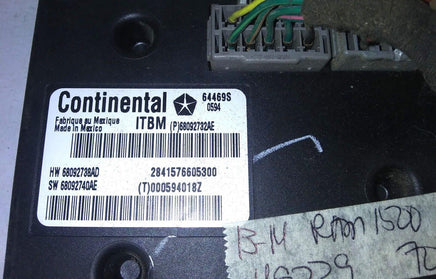 Continental 64469S
0594
Fabrique au Mexique
Made in Mexico
ITBM (P)68092732AE
HW 68092738AD 2841576605300
SW 68092740AE (T)000594018Z
13-14 RAM 1500